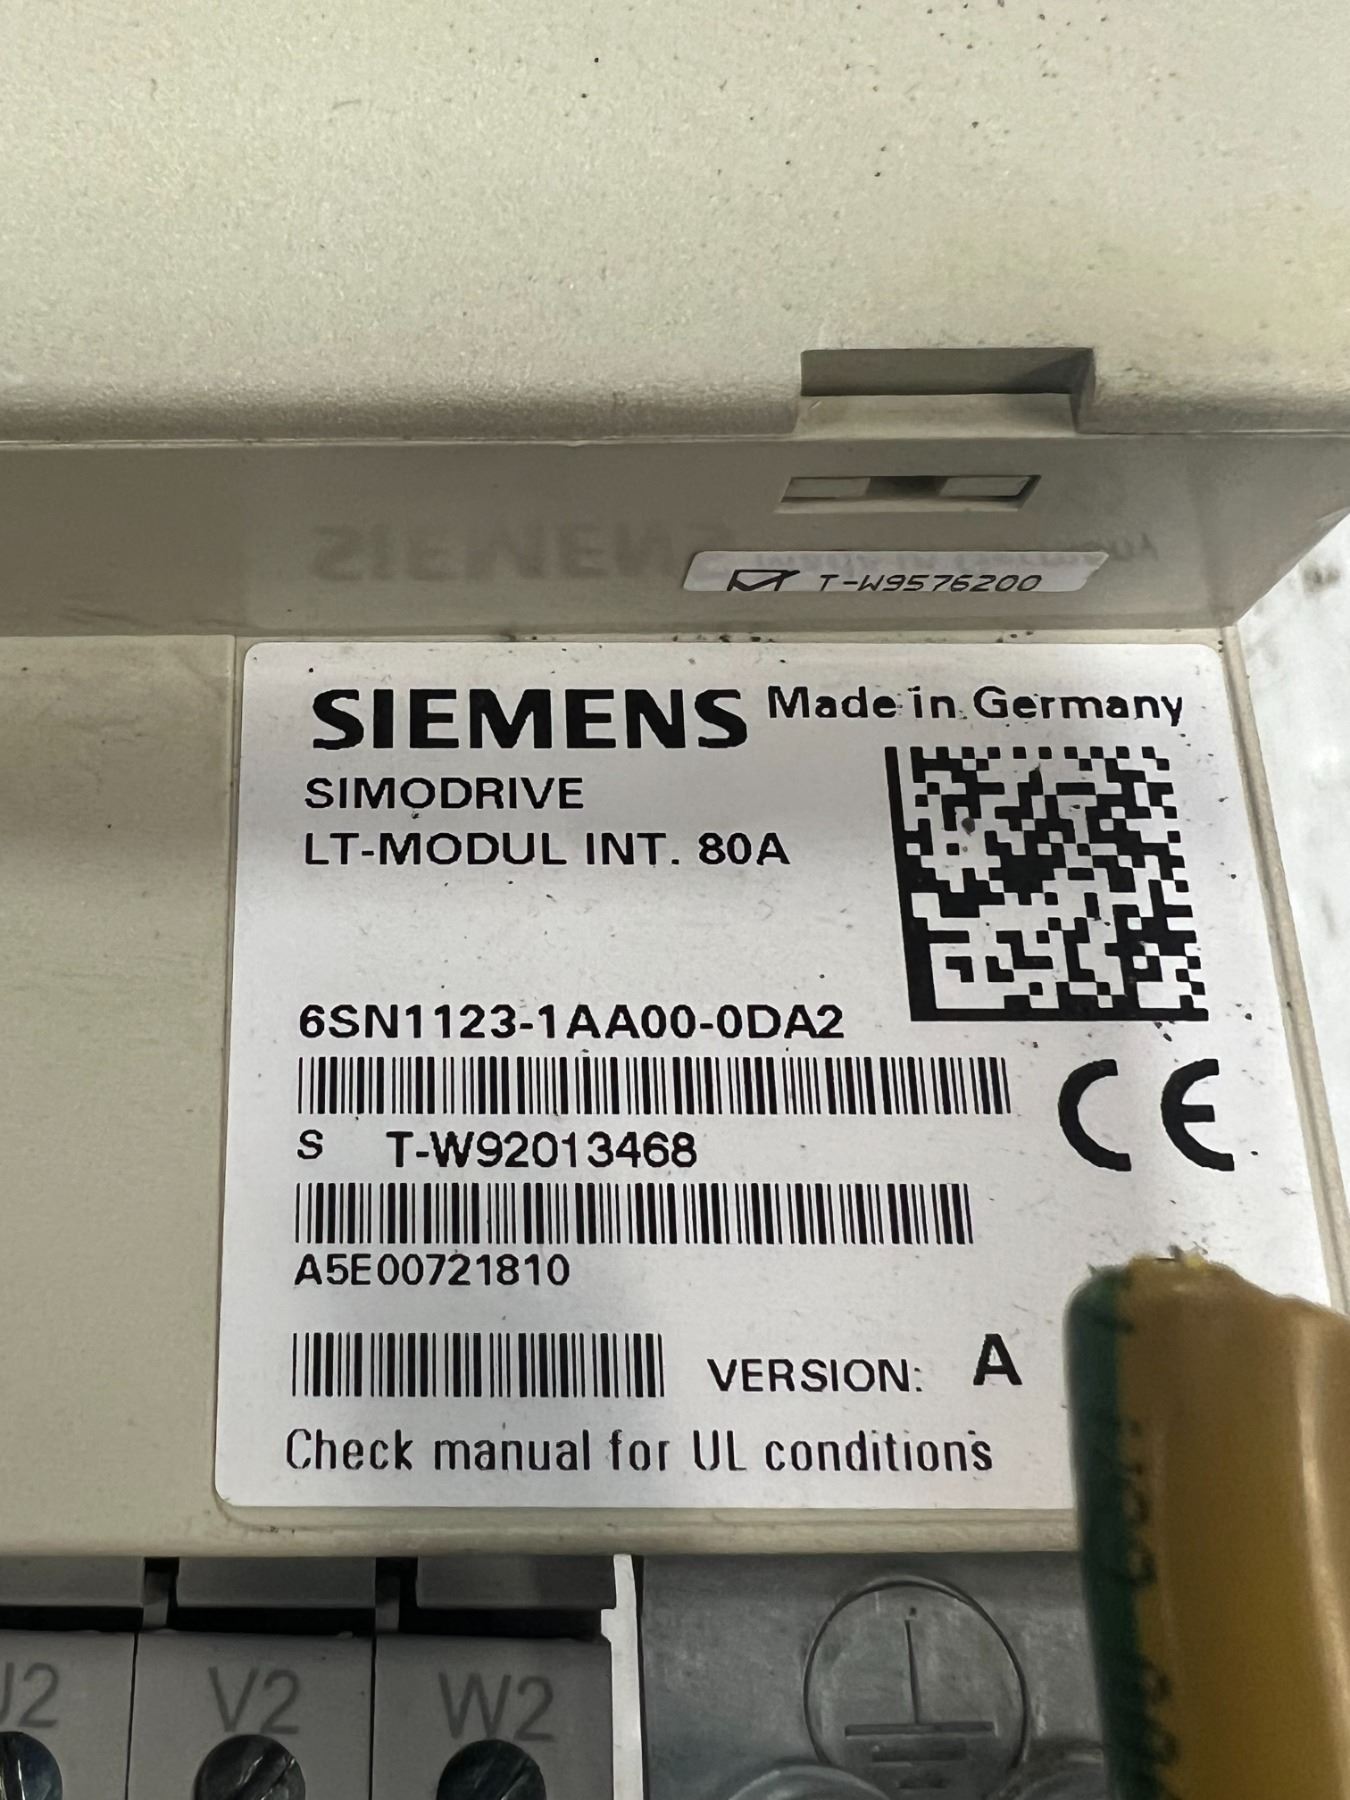 T-W9576200
SIEMENS Made in Germany
SIMODRIVE
LT-MODUL INT. 80A
6SN1123-1AA00-0DA2
S T-W92013468
A5E00721810
VERSION: A
Check manual for UL conditions
V2 W2